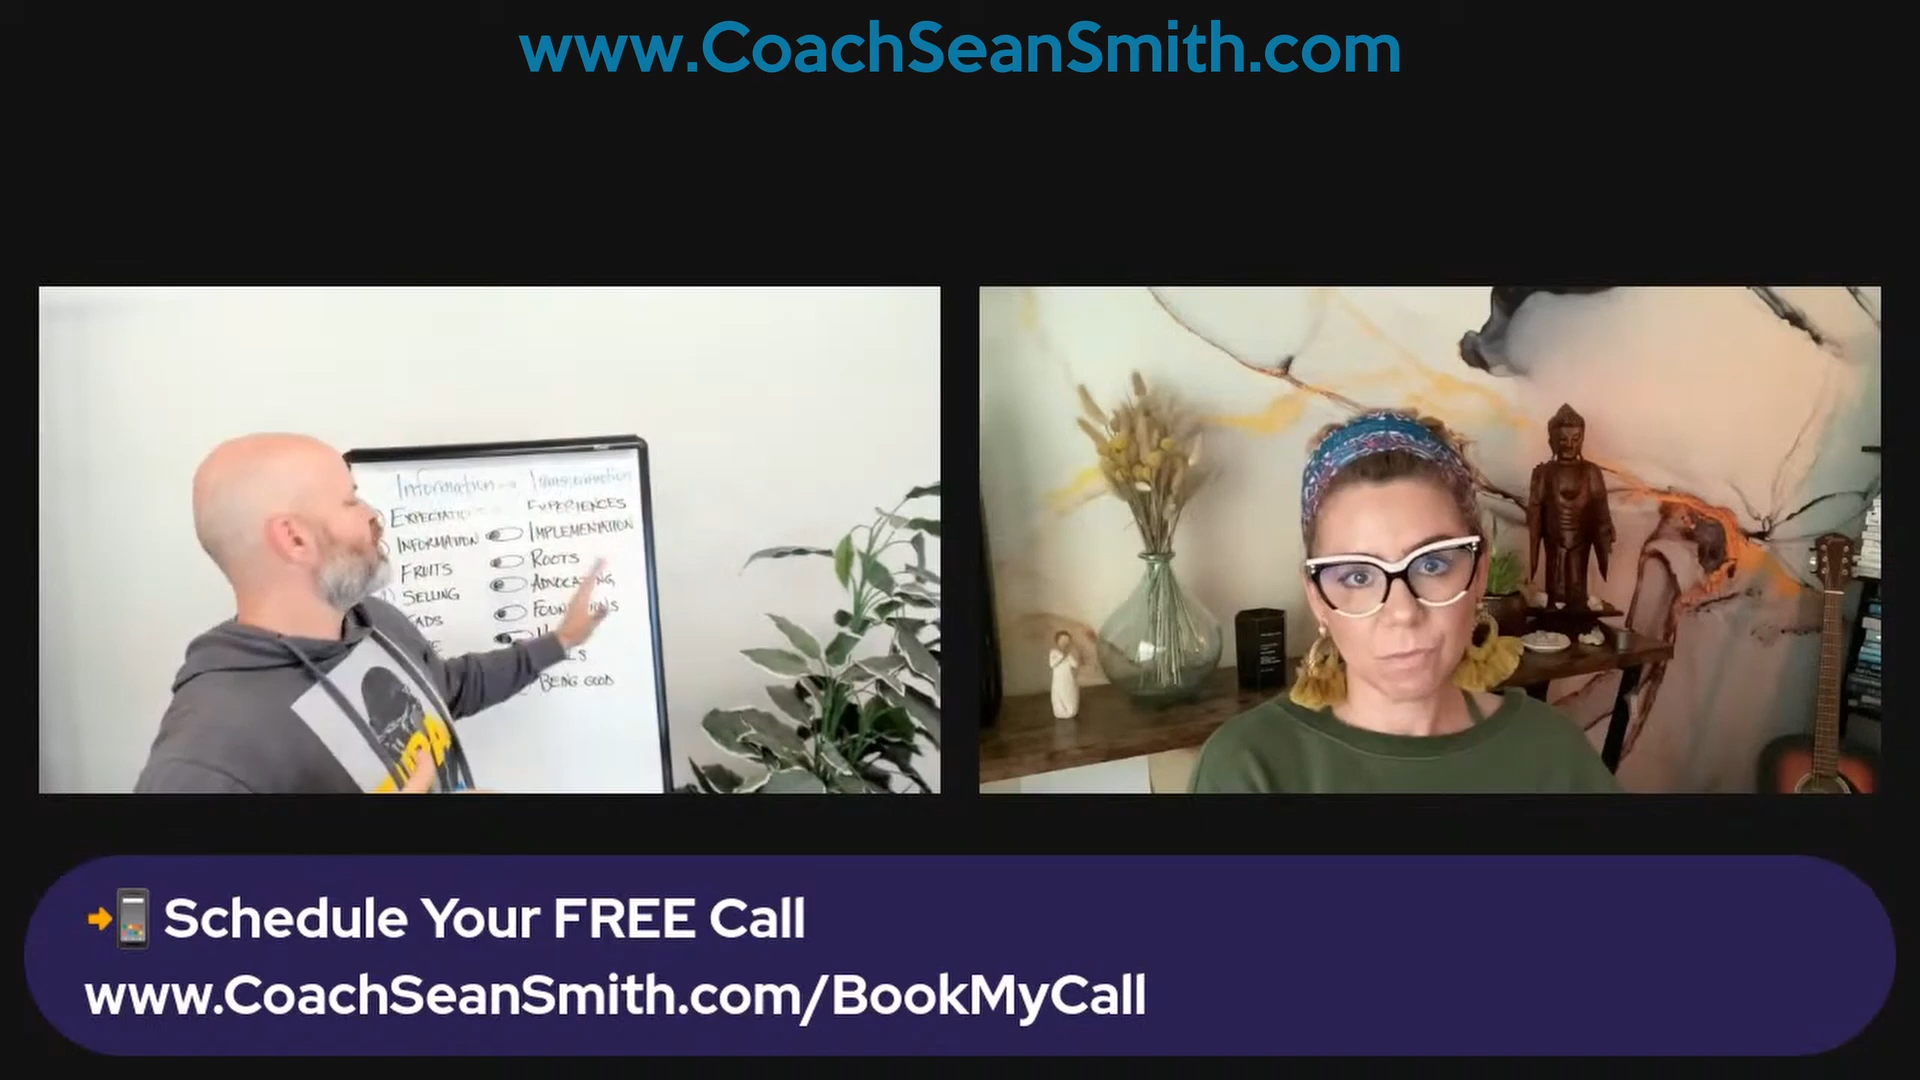 www.CoachSeanSmith.com
Information → Transformation
EXPERIENCES
INFORMATION IMPLEMENTATION
FRUITS ROOTS
SELLING ADVOCATING
BEING GOOD
Schedule Your FREE Call
www.CoachSeanSmith.com/BookMyCall